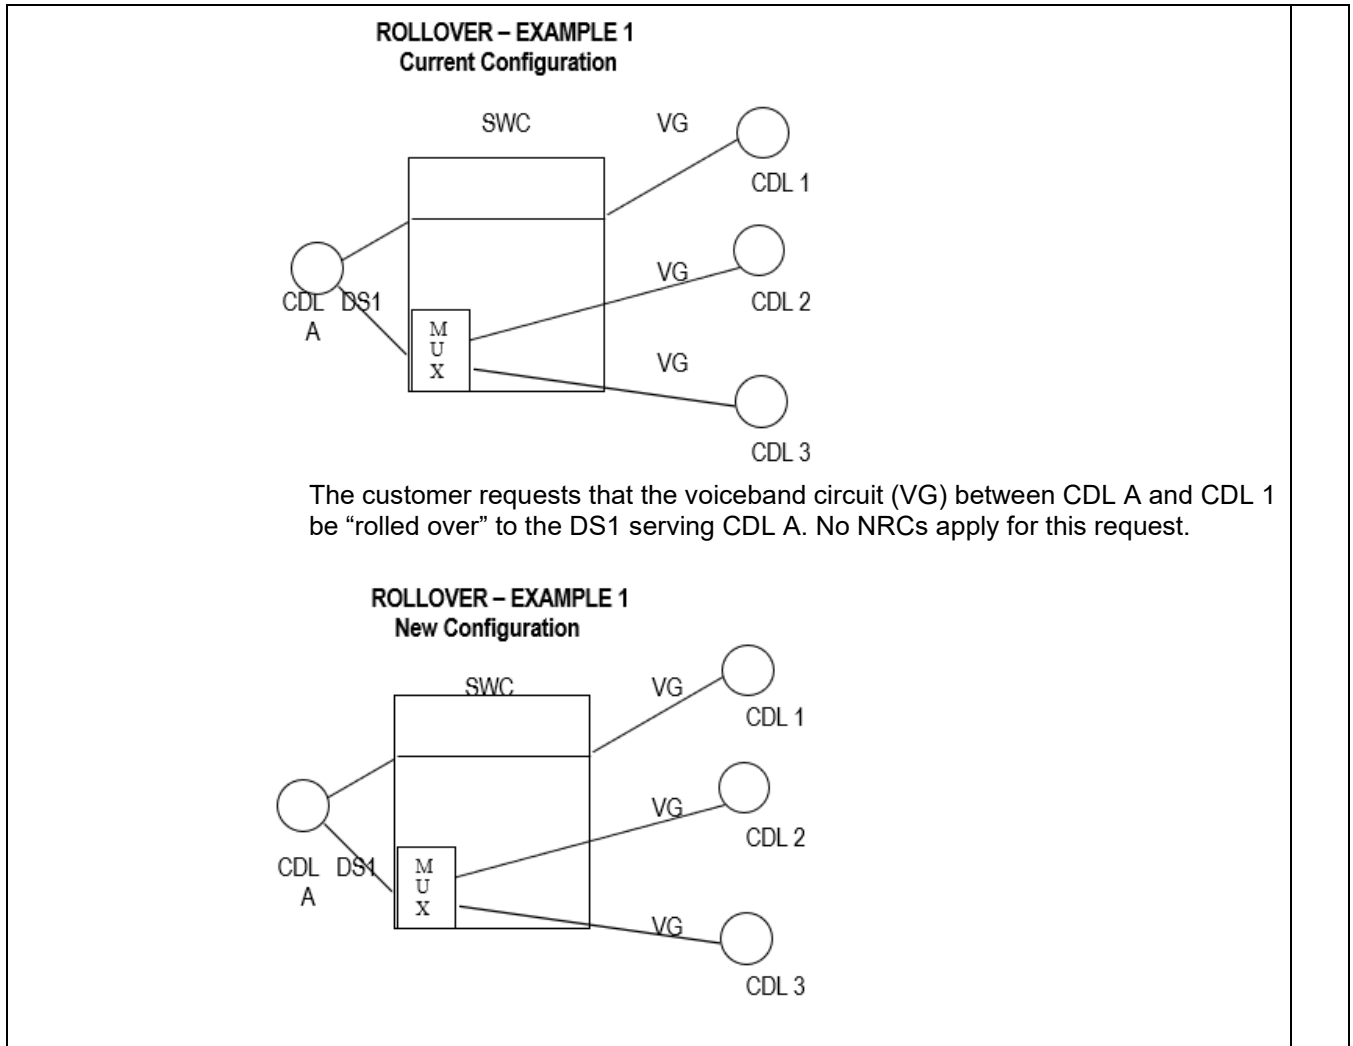 ROLLOVER – EXAMPLE 1
Current Configuration
SWC
VG
CDL 1
VG
CDL 2
CDL DS1
A
M
U
X
VG
CDL 3
The customer requests that the voiceband circuit (VG) between CDL A and CDL 1
be “rolled over” to the DS1 serving CDL A. No NRCs apply for this request.
ROLLOVER – EXAMPLE 1
New Configuration
SWC
VG
CDL 1
VG
CDL 2
CDL DS1
A
M
U
X
VG
CDL 3